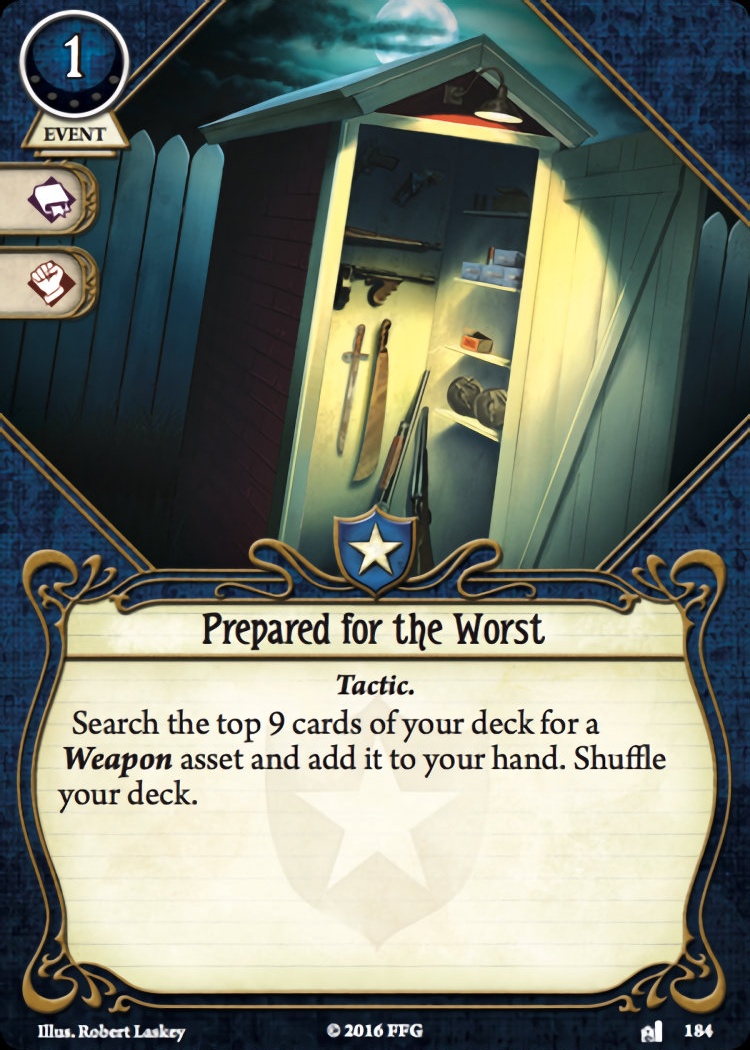 1
EVENT
Prepared for the Worst
Tactic.
Search the top 9 cards of your deck for a
Weapon asset and add it to your hand. Shuffle
your deck.
Illus. Robert Laskey
© 2016 FFG
184